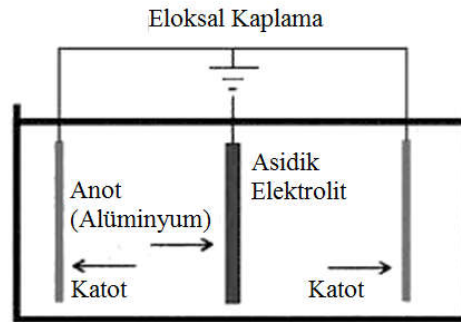 Eloksal Kaplama
Asidik
Elektrolit
Anot
(Alüminyum)
Katot
Katot